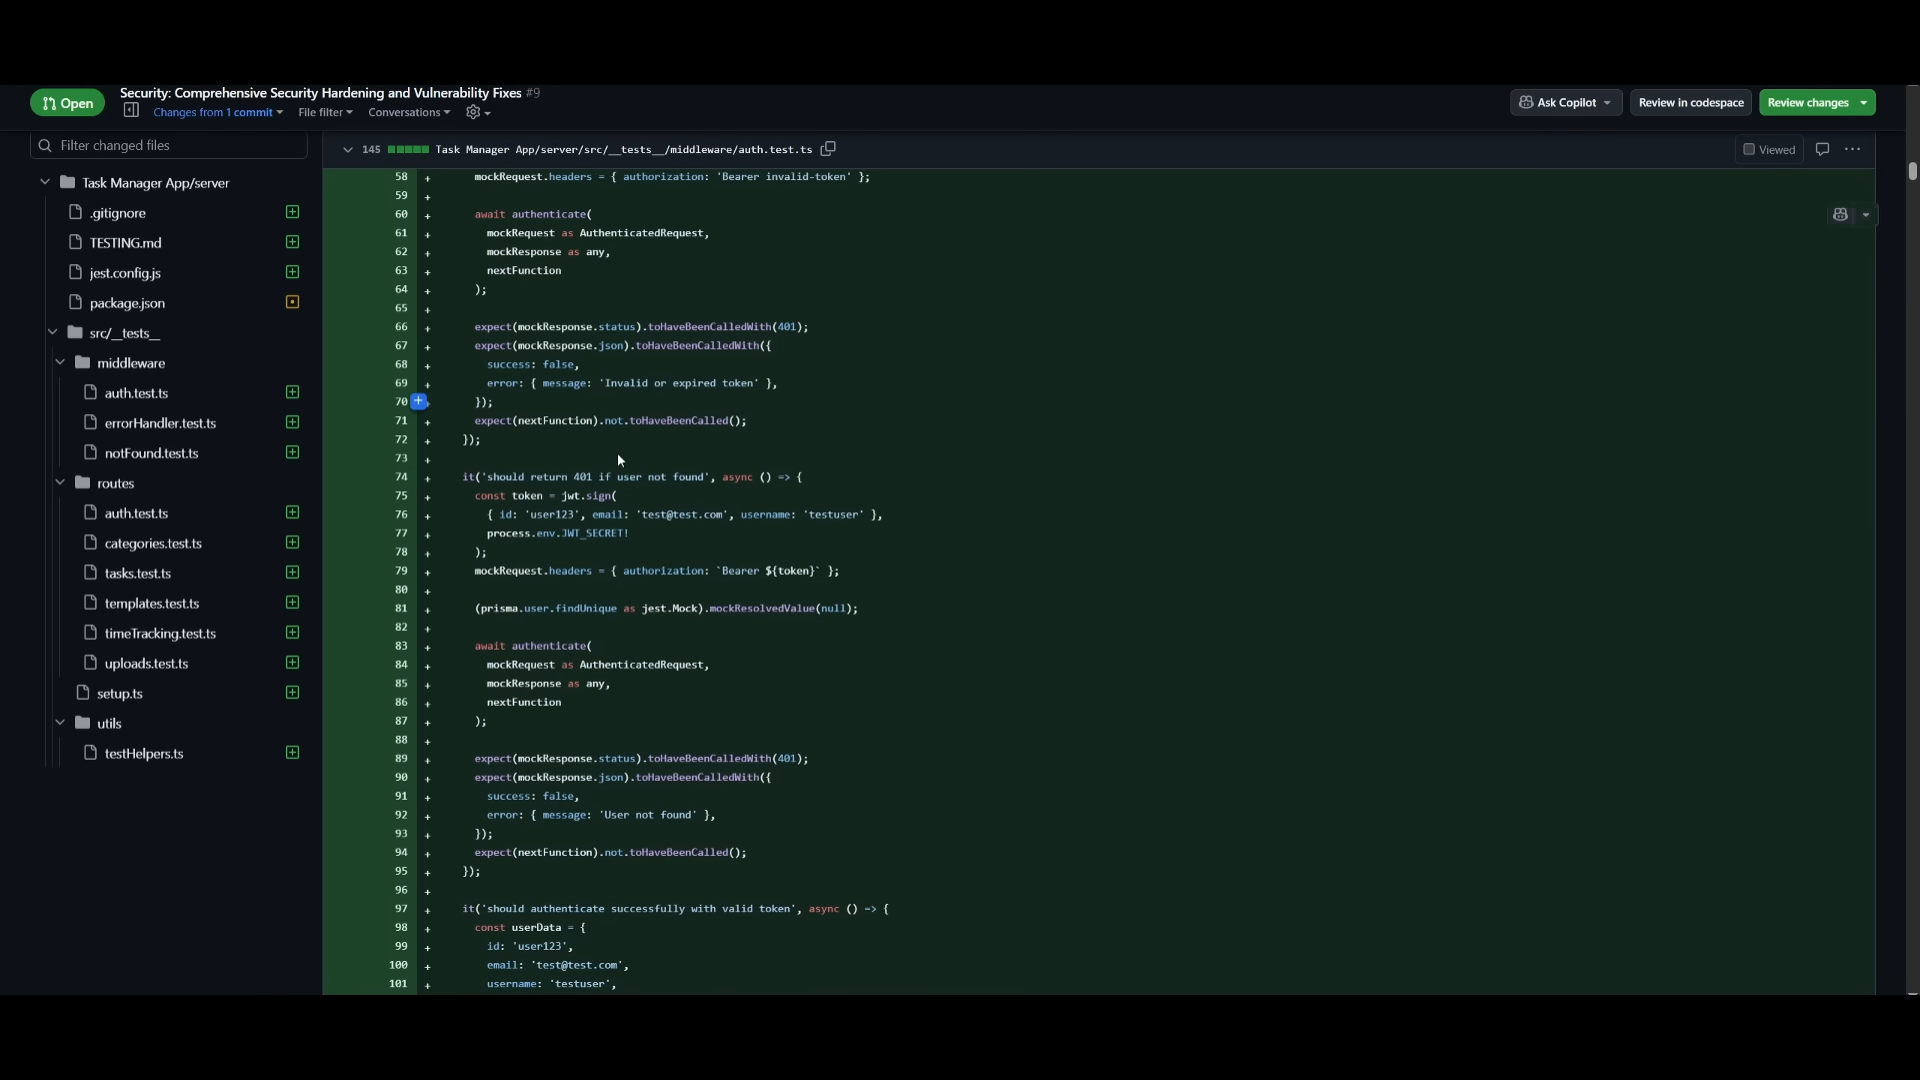 Open
Security: Comprehensive Security Hardening and Vulnerability Fixes #9
Changes from 1 commit
File filter
Conversations
Ask Copilot
Review in codespace
Review changes
Filter changed files
Task Manager App/server
.gitignore
TESTING.md
jest.config.js
package.json
src/__tests__
middleware
auth.test.ts
errorHandler.test.ts
notFound.test.ts
routes
auth.test.ts
categories.test.ts
tasks.test.ts
templates.test.ts
timeTracking.test.ts
uploads.test.ts
setup.ts
utils
testHelpers.ts
145 Task Manager App/server/src/__tests__/middleware/auth.test.ts
Viewed
58 + mockRequest.headers = { authorization: 'Bearer invalid-token' };
59 +
60 + await authenticate(
61 + mockRequest as AuthenticatedRequest,
62 + mockResponse as any,
63 + nextFunction
64 + );
65 +
66 + expect(mockResponse.status).toHaveBeenCalledWith(401);
67 + expect(mockResponse.json).toHaveBeenCalledWith({
68 + success: false,
69 + error: { message: 'Invalid or expired token' },
70 + });
71 + expect(nextFunction).not.toHaveBeenCalled();
72 + });
73 +
74 + it('should return 401 if user not found', async () => {
75 + const token = jwt.sign(
76 + { id: 'user123', email: 'test@test.com', username: 'testuser' },
77 + process.env.JWT_SECRET!
78 + );
79 + mockRequest.headers = { authorization: `Bearer ${token}` };
80 +
81 + (prisma.user.findUnique as jest.Mock).mockResolvedValue(null);
82 +
83 + await authenticate(
84 + mockRequest as AuthenticatedRequest,
85 + mockResponse as any,
86 + nextFunction
87 + );
88 +
89 + expect(mockResponse.status).toHaveBeenCalledWith(401);
90 + expect(mockResponse.json).toHaveBeenCalledWith({
91 + success: false,
92 + error: { message: 'User not found' },
93 + });
94 + expect(nextFunction).not.toHaveBeenCalled();
95 + });
96 +
97 + it('should authenticate successfully with valid token', async () => {
98 + const userData = {
99 + id: 'user123',
100 + email: 'test@test.com',
101 + username: 'testuser',